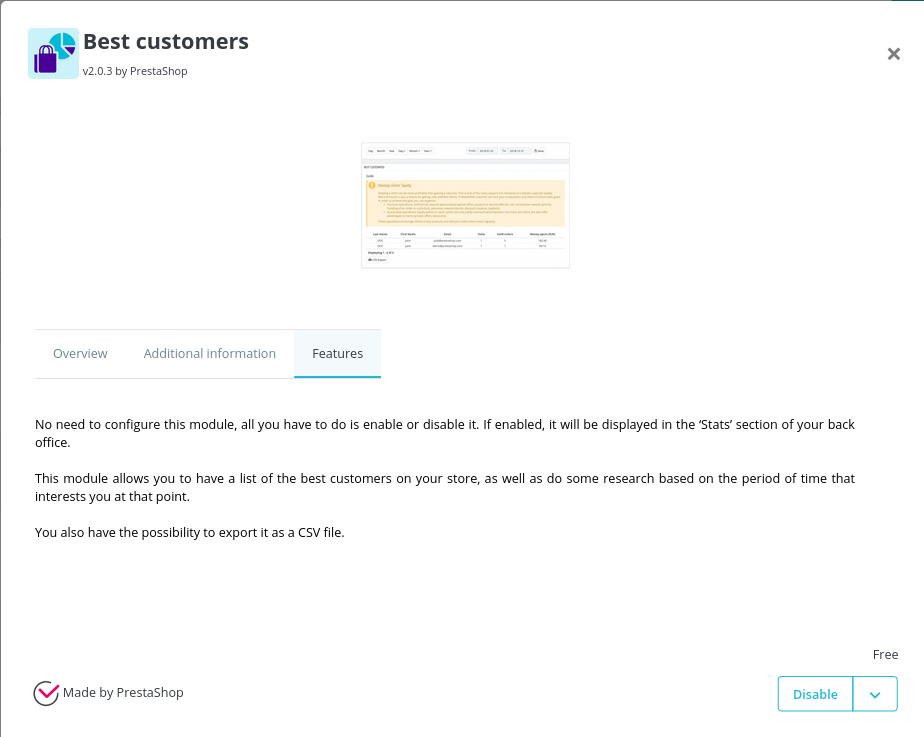 Best customers
v2.0.3 by PrestaShop
Overview
Additional information
Features
No need to configure this module, all you have to do is enable or disable it. If enabled, it will be displayed in the ‘Stats’ section of your back
office.
This module allows you to have a list of the best customers on your store, as well as do some research based on the period of time that
interests you at that point.
You also have the possibility to export it as a CSV file.
Free
Made by PrestaShop
Disable